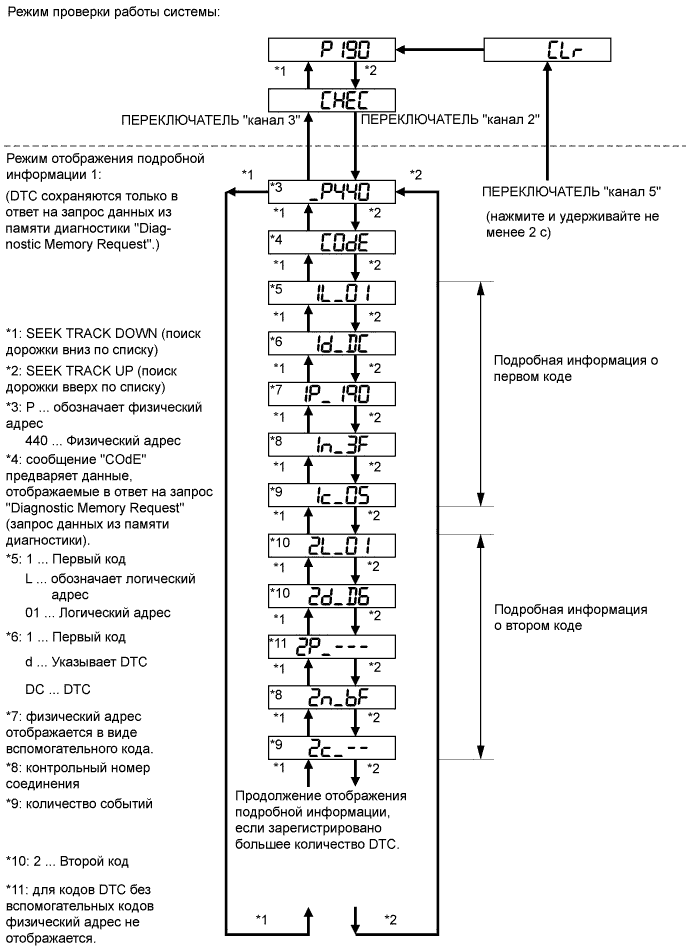 Режим проверки работы системы:
P190
CLr
*1
*2
CHEC
ПЕРЕКЛЮЧАТЕЛЬ "канал 3"
ПЕРЕКЛЮЧАТЕЛЬ "канал 2"
Режим отображения подробной
информации 1:
(DTC сохраняются только в
ответ на запрос данных из
памяти диагностики "Diag-
nostic Memory Request".)
*1
*3 _P440
*2
ПЕРЕКЛЮЧАТЕЛЬ "канал 5"
(нажмите и удерживайте не
менее 2 с)
*1
*2
*4 COdE
*1
*2
*5 1L_01
*1
*2
*6 1d_DC
*1
*2
*7 1P_190
*1
*2
*8 1n_3F
*1
*2
*9 1c_05
*1
*2
Подробная информация о
первом коде
*10 2L_01
*1
*2
*10 2d_D6
*1
*2
*11 2P_---
*1
*2
*8 2n_bF
*1
*2
*9 2c_--
*1
*2
Подробная информация
о втором коде
*1: SEEK TRACK DOWN (поиск
дорожки вниз по списку)
*2: SEEK TRACK UP (поиск
дорожки вверх по списку)
*3: P ... обозначает физический
адрес
440 ... Физический адрес
*4: сообщение "COdE"
предваряет данные,
отображаемые в ответ на запрос
"Diagnostic Memory Request"
(запрос данных из памяти
диагностики).
*5: 1 ... Первый код
L ... обозначает логический
адрес
01 ... Логический адрес
*6: 1 ... Первый код
d ... Указывает DTC
DC ... DTC
*7: физический адрес
отображается в виде
вспомогательного кода.
*8: контрольный номер
соединения
*9: количество событий
*10: 2 ... Второй код
*11: для кодов DTC без
вспомогательных кодов
физический адрес не
отображается.
Продолжение отображения
подробной информации,
если зарегистрировано
большее количество DTC.
*1
*2